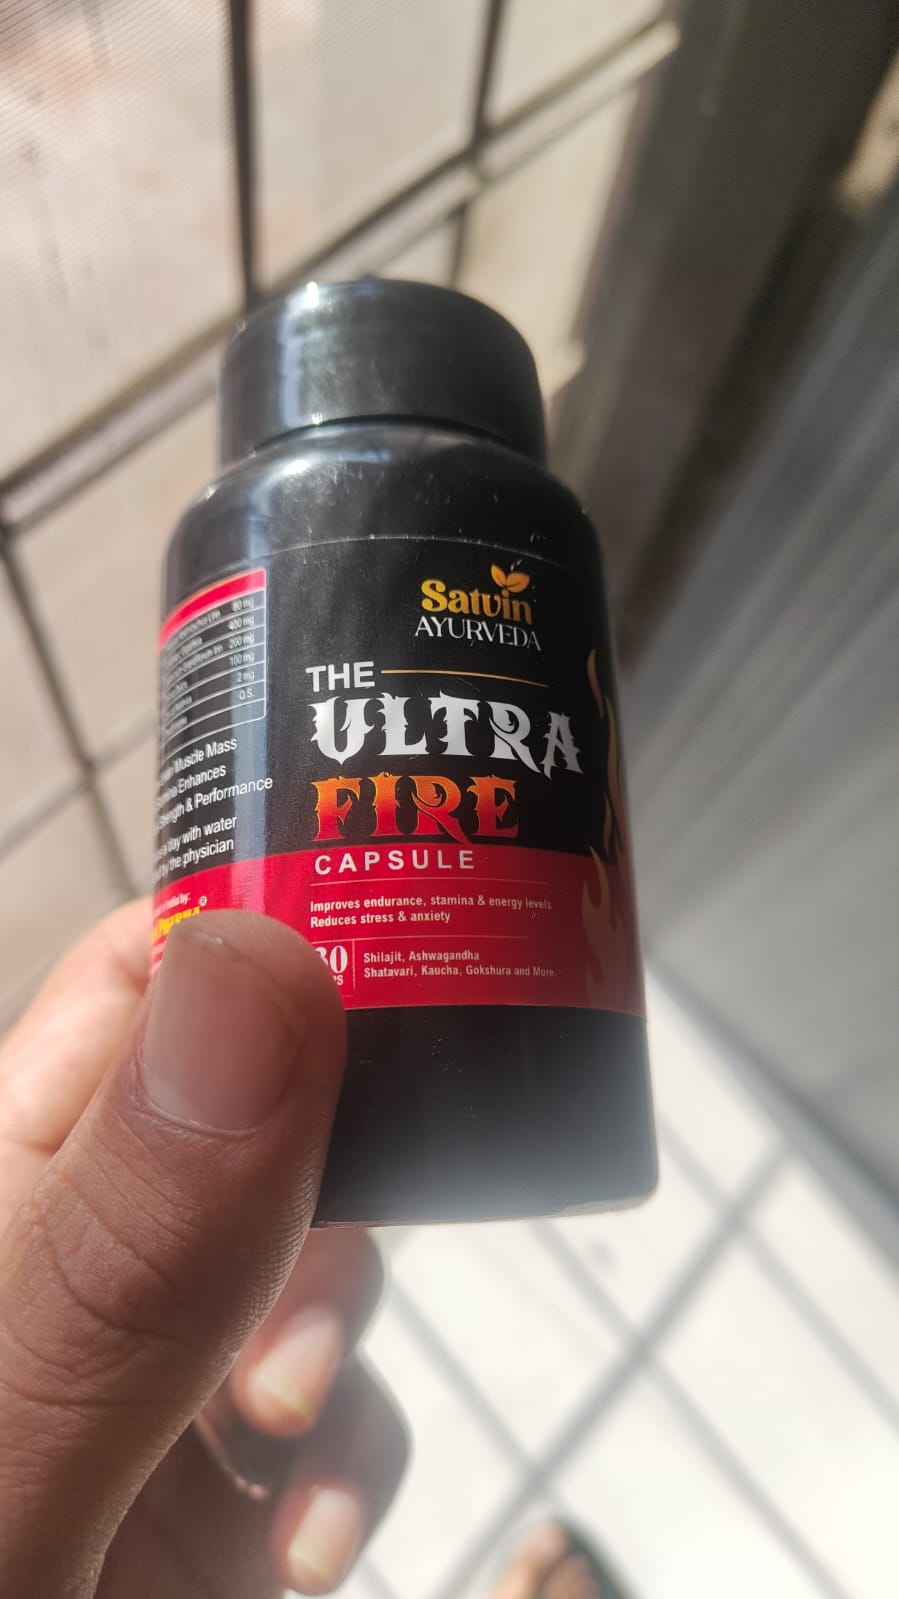 Satvin
AYURVEDA
THE
ULTRA
FIRE
CAPSULE
Improves endurance, stamina & energy levels
Reduces stress & anxiety
Shilajit, Ashwagandha
Shatavari, Kaucha, Gokshura and More.
80 mg
400 mg
200 mg
100 mg
2 mg
Q.S.
Muscle Mass
Enhances
Strength & Performance
a day with water
by the physician
by: